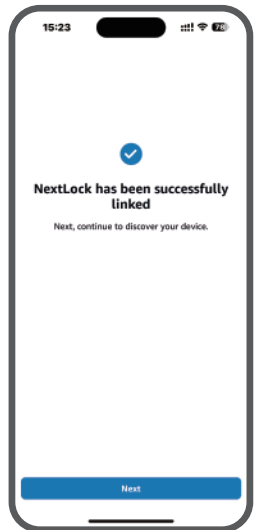 15:23
78
NextLock has been successfully
linked
Next, continue to discover your device.
Next